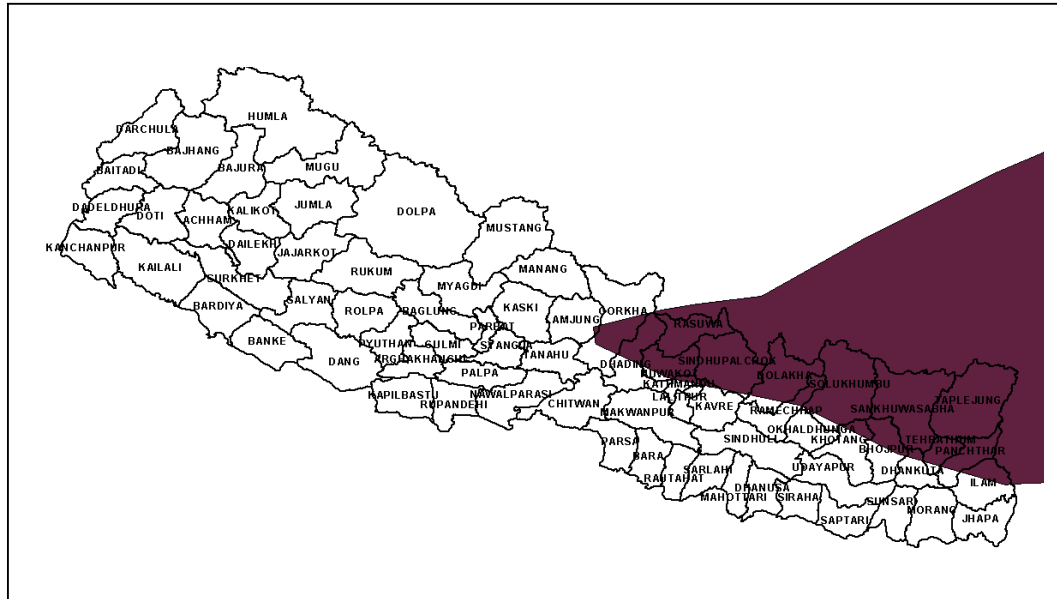 HUMLA
DARCHULA
BAJHANG
BAITADI
BAJURA
MUGU
DADELDHURA
DOTI
ACHHAM
KALIKOT
JUMLA
DOLPA
MUSTANG
KANCHANPUR
KAILALI
DAILEKH
JAJARKOT
SURKHET
RUKUM
MYAGDI
MANANG
BARDIYA
SALYAN
ROLPA
BAGLUNG
KASKI
LAMJUNG
GORKHA
RASUWA
BANKE
DANG
PYUTHAN
GULMI
PARBAT
SYANGJA
TANAHU
DHADING
SINDHUPALCHOK
PALPA
NUWAKOT
DOLAKHA
SOLUKHUMBU
TAPLEJUNG
KAPILBASTU
RUPANDEHI
NAWALPARASI
CHITWAN
KATHMANDU
LALITPUR
KAVRE
MAKWANPUR
RAMECHHAP
SANKHUWASABHA
PARSA
BARA
SINDHULI
OKHALDHUNGA
KHOTANG
BHOJPUR
TEHRATHUM
PANCHTHAR
RAUTAHAT
SARLAHI
MAHOTTARI
DHANUSA
SIRAHA
UDAYAPUR
DHANKUTA
ILAM
SAPTARI
SUNSARI
MORANG
JHAPA